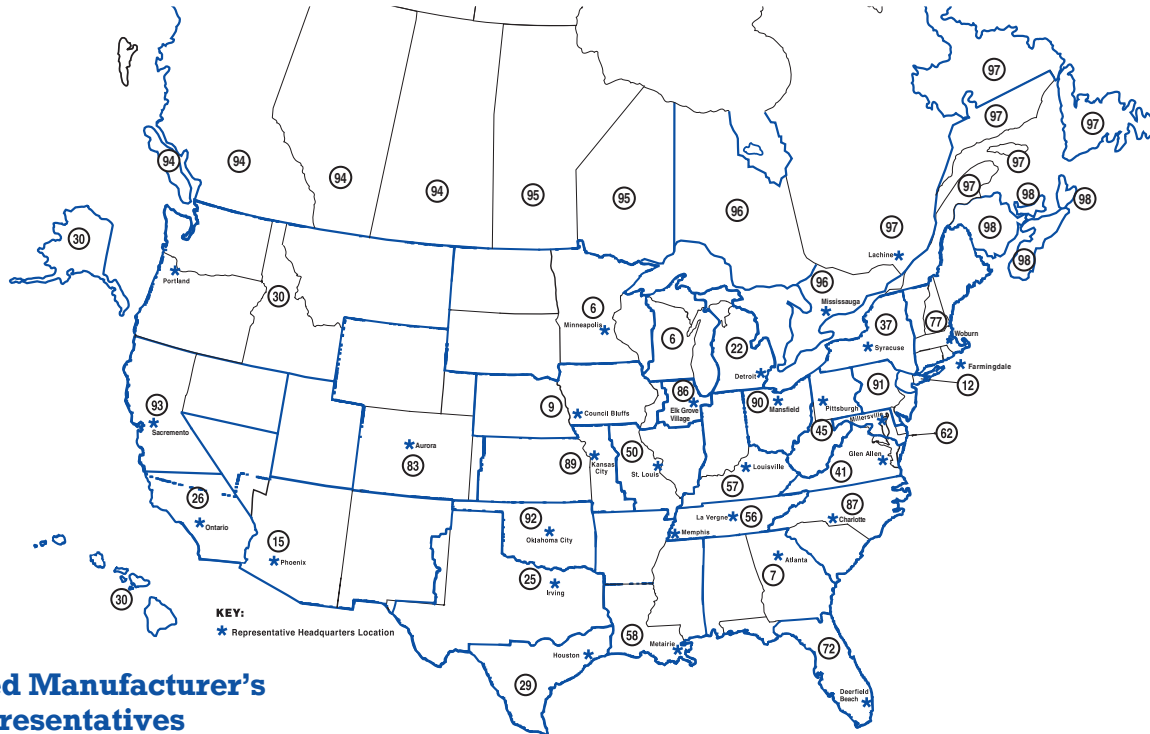 97
97
97
94
94
97
94
94
97
95
95
98
98
96
97
98
30
Lachine
98
Portland
96
30
Mississauga
6
Minneapolis
37
77
Woburn
6
22
Syracuse
Detroit
Farmingdale
91
12
86
90
93
9
Council Bluffs
Elk Grove
Village
Mansfield
Pittsburgh
Millersville
Sacremento
45
62
Aurora
50
Glen Allen
83
89
Kansas
City
St. Louis
Louisville
41
57
26
87
Ontario
92
La Vergne
56
Charlotte
15
Oklahoma City
Memphis
Phoenix
Atlanta
25
7
Irving
30
KEY:
Representative Headquarters Location
58
Metairie
72
Houston
29
Deerfield
Beach
ed Manufacturer's
presentatives